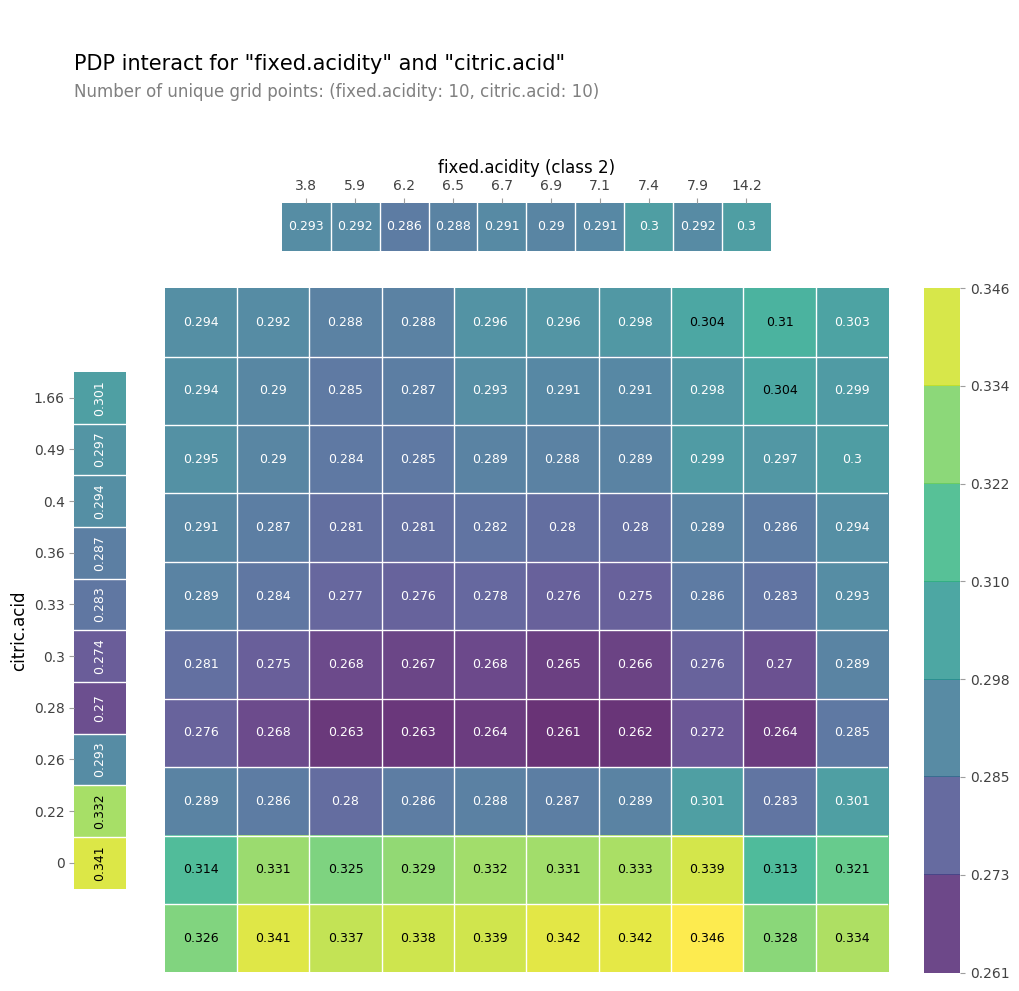 PDP interact for "fixed.acidity" and "citric.acid"
Number of unique grid points: (fixed.acidity: 10, citric.acid: 10)
fixed.acidity (class 2)
3.8 5.9 6.2 6.5 6.7 6.9 7.1 7.4 7.9 14.2
0.293 0.292 0.286 0.288 0.291 0.29 0.291 0.3 0.292 0.3
citric.acid
1.66
0.49
0.4
0.36
0.33
0.3
0.28
0.26
0.22
0
0.301
0.297
0.294
0.287
0.283
0.274
0.27
0.293
0.332
0.341
0.294 0.292 0.288 0.288 0.296 0.296 0.298 0.304 0.31 0.303
0.294 0.29 0.285 0.287 0.293 0.291 0.291 0.298 0.304 0.299
0.295 0.29 0.284 0.285 0.289 0.288 0.289 0.299 0.297 0.3
0.291 0.287 0.281 0.281 0.282 0.28 0.28 0.289 0.286 0.294
0.289 0.284 0.277 0.276 0.278 0.276 0.275 0.286 0.283 0.293
0.281 0.275 0.268 0.267 0.268 0.265 0.266 0.276 0.27 0.289
0.276 0.268 0.263 0.263 0.264 0.261 0.262 0.272 0.264 0.285
0.289 0.286 0.28 0.286 0.288 0.287 0.289 0.301 0.283 0.301
0.314 0.331 0.325 0.329 0.332 0.331 0.333 0.339 0.313 0.321
0.326 0.341 0.337 0.338 0.339 0.342 0.342 0.346 0.328 0.334
0.346
0.334
0.322
0.310
0.298
0.285
0.273
0.261